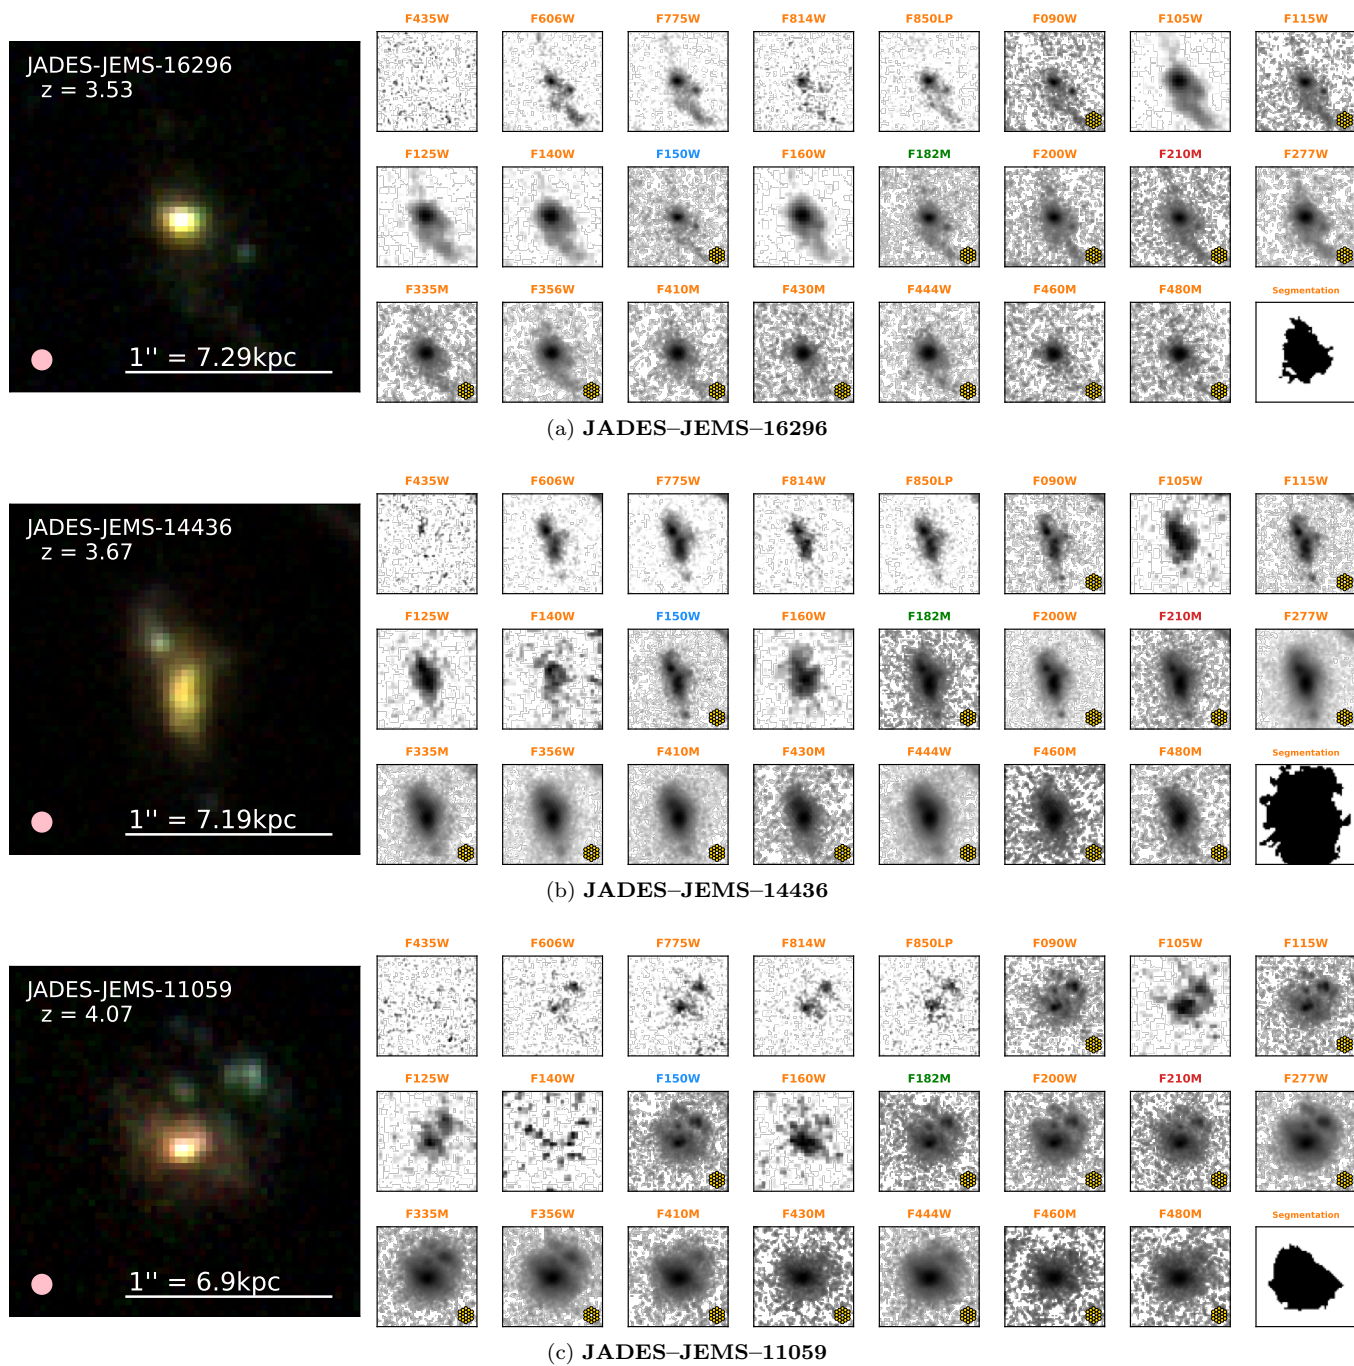 F435W F606W F775W F814W F850LP F090W F105W F115W
JADES-JEMS-16296
z = 3.53
F125W F140W F150W F160W F182M F200W F210M F277W
F335M F356W F410M F430M F444W F460M F480M Segmentation
1'' = 7.29kpc
(a) JADES–JEMS–16296
F435W F606W F775W F814W F850LP F090W F105W F115W
JADES-JEMS-14436
z = 3.67
F125W F140W F150W F160W F182M F200W F210M F277W
F335M F356W F410M F430M F444W F460M F480M Segmentation
1'' = 7.19kpc
(b) JADES–JEMS–14436
F435W F606W F775W F814W F850LP F090W F105W F115W
JADES-JEMS-11059
z = 4.07
F125W F140W F150W F160W F182M F200W F210M F277W
F335M F356W F410M F430M F444W F460M F480M Segmentation
1'' = 6.9kpc
(c) JADES–JEMS–11059